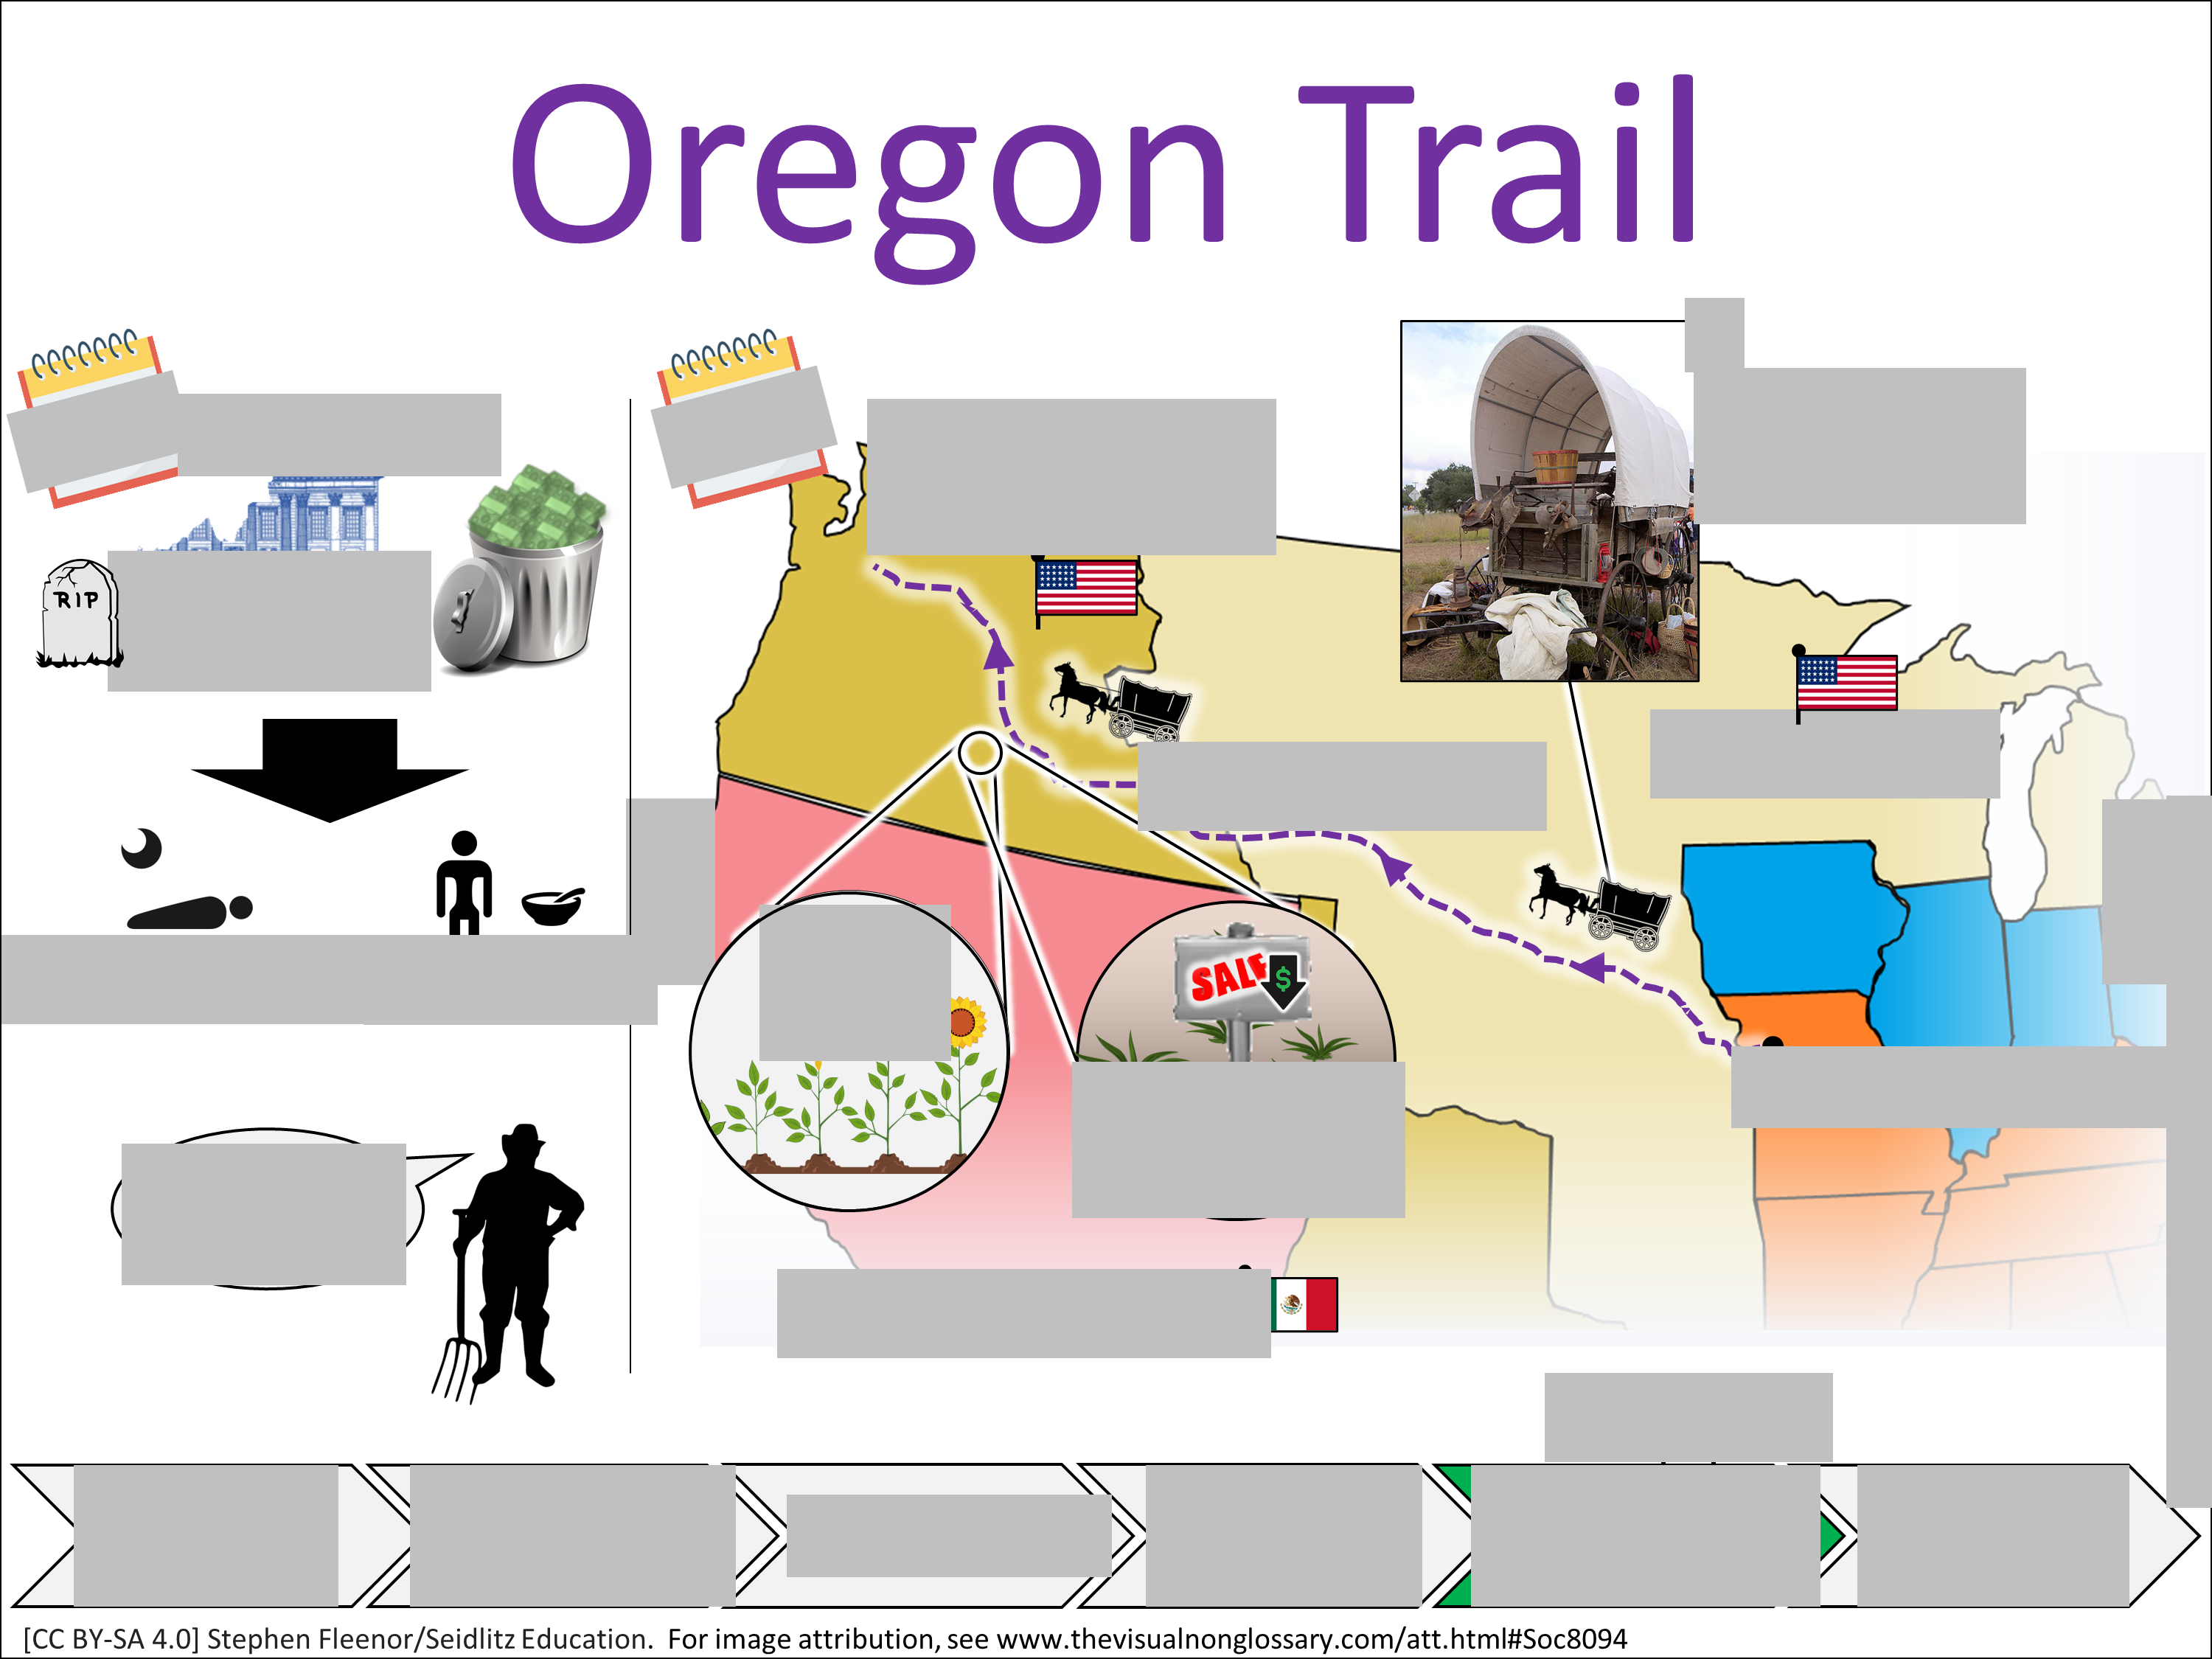 Oregon Trail
RIP
SALE
$
[CC BY-SA 4.0] Stephen Fleenor/Seidlitz Education. For image attribution, see www.thevisualnonglossary.com/att.html#Soc8094